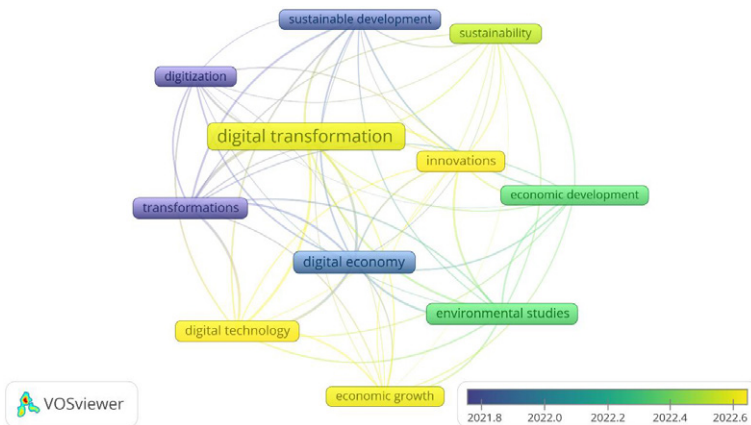 sustainable development
sustainability
digitization
digital transformation
innovations
economic development
transformations
digital economy
environmental studies
digital technology
economic growth
VOSviewer
2021.8 2022.0 2022.2 2022.4 2022.6